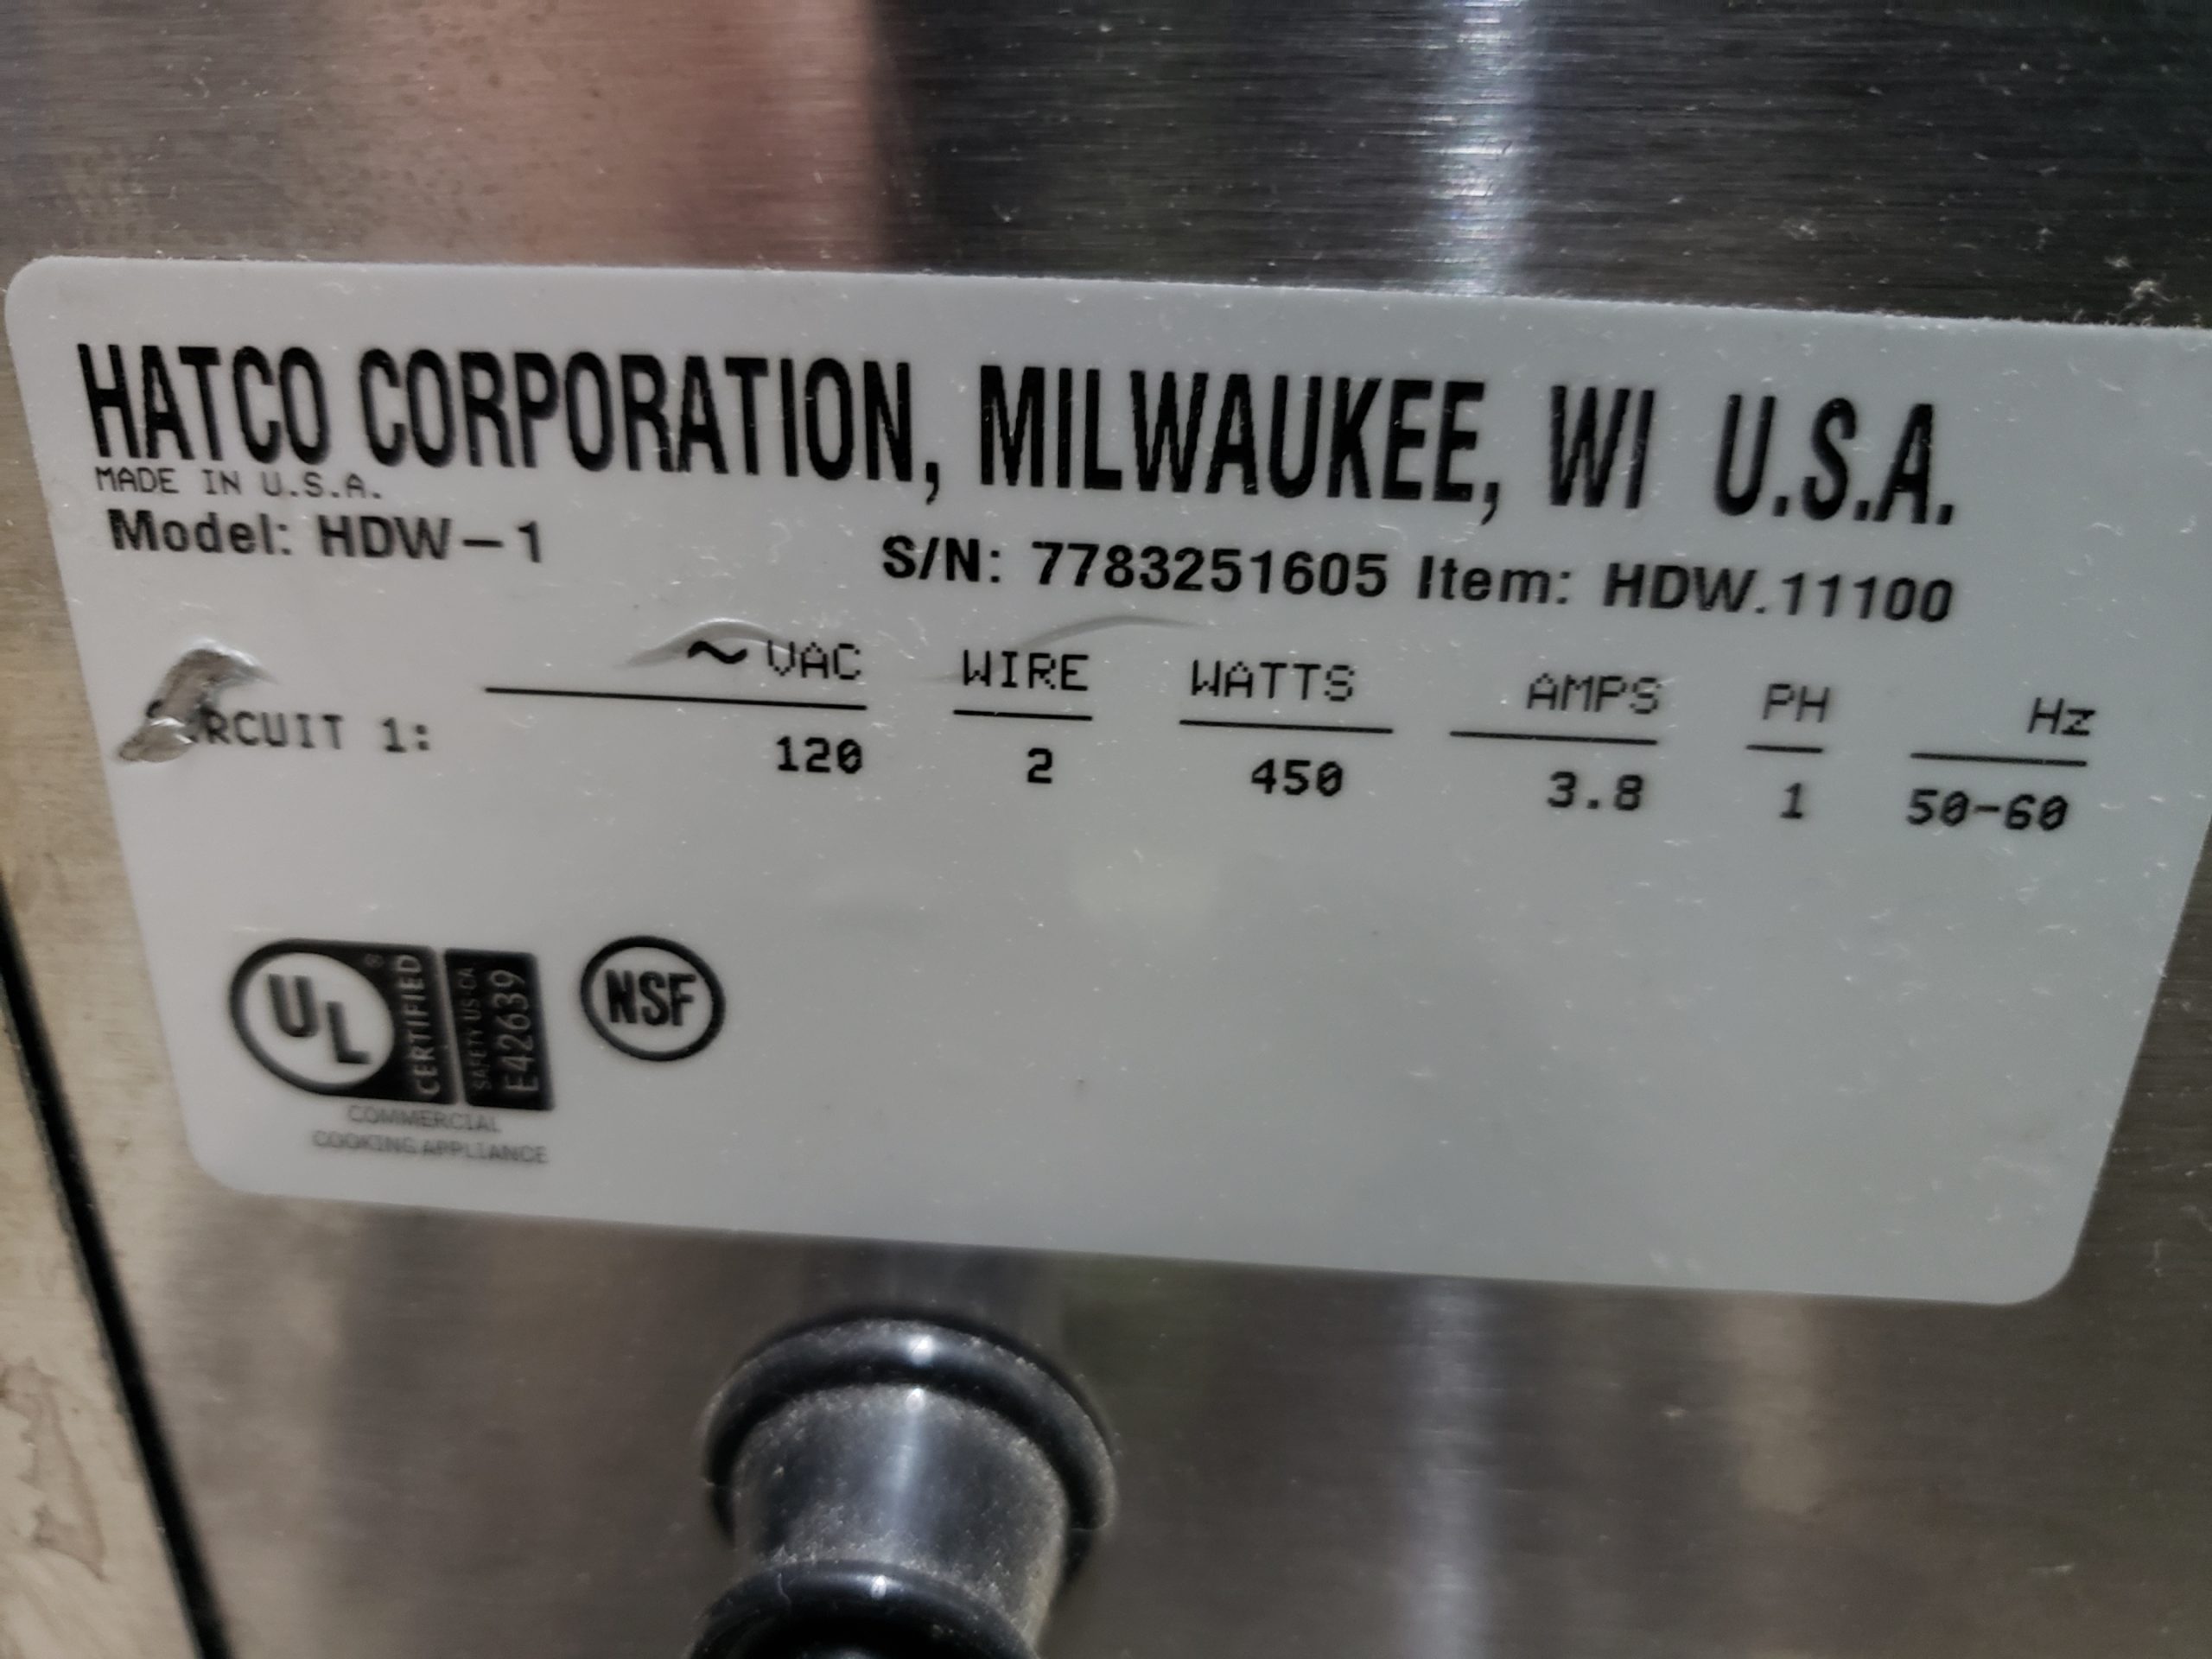 HATCO CORPORATION, MILWAUKEE, WI U.S.A.
MADE IN U.S.A.
Model: HDW-1 S/N: 7783251605 Item: HDW.11100
~VAC WIRE WATTS AMPS PH Hz
RCUIT 1: 120 2 450 3.8 1 50-60
UL ® CERTIFIED SAFETY US-CA E42639
NSF
COMMERCIAL
COOKING APPLIANCE